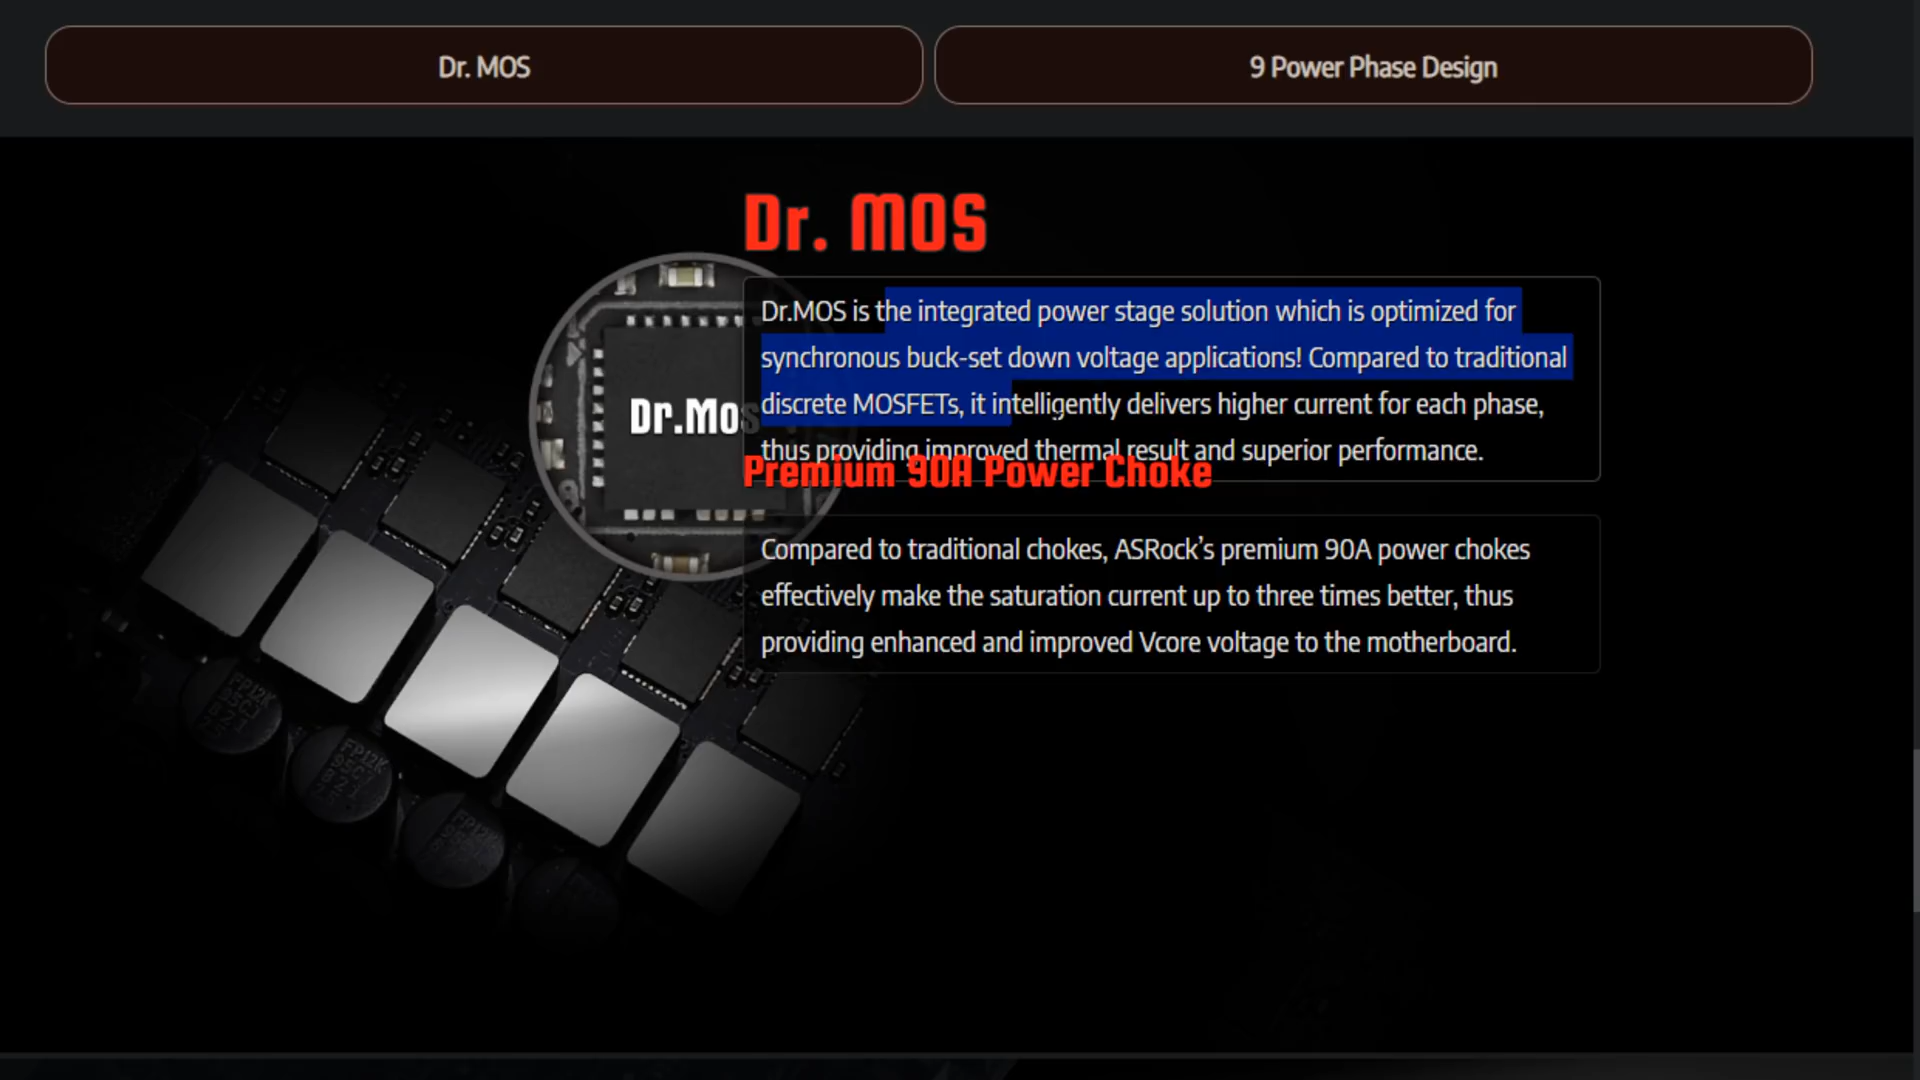 Dr. MOS
9 Power Phase Design
Dr. MOS
Dr.MOS is the integrated power stage solution which is optimized for
synchronous buck-set down voltage applications! Compared to traditional
discrete MOSFETs, it intelligently delivers higher current for each phase,
thus providing improved thermal result and superior performance.
Dr.Mos
Premium 90A Power Choke
Compared to traditional chokes, ASRock's premium 90A power chokes
effectively make the saturation current up to three times better, thus
providing enhanced and improved Vcore voltage to the motherboard.
FP12K
FP12K